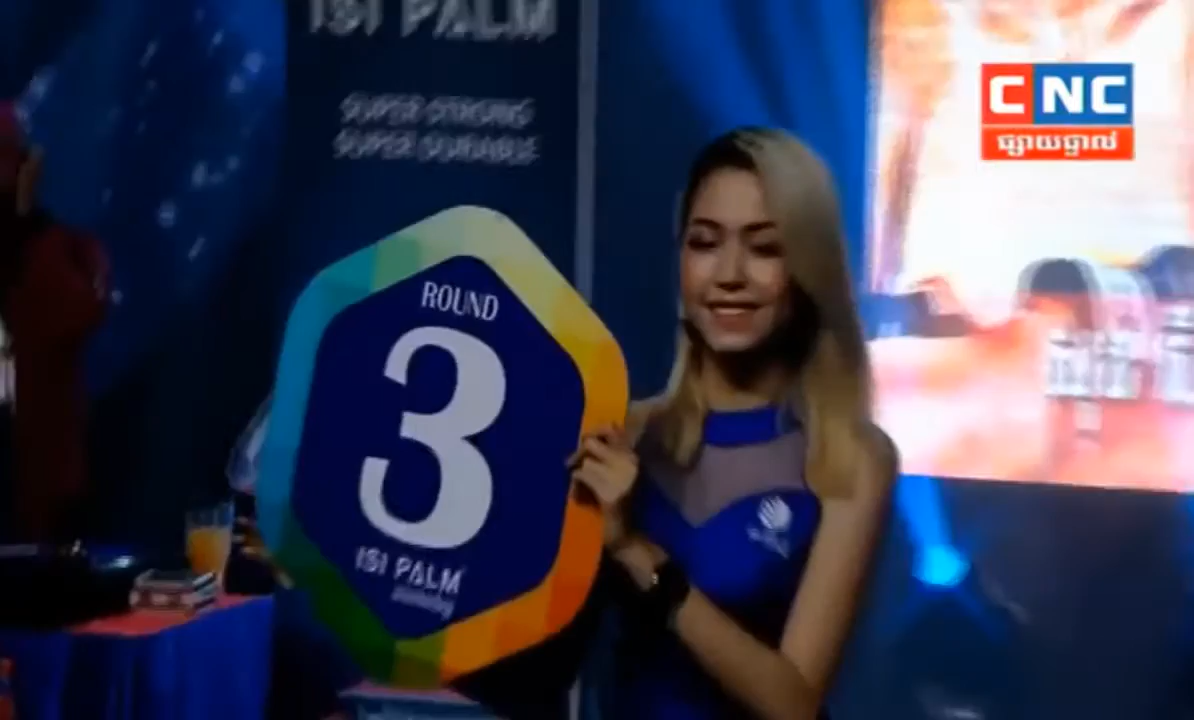 ISI PALM
SUPER STRONG
SUPER DURABLE
CNC
ផ្សាយផ្ទាល់
ROUND
3
ISI PALM